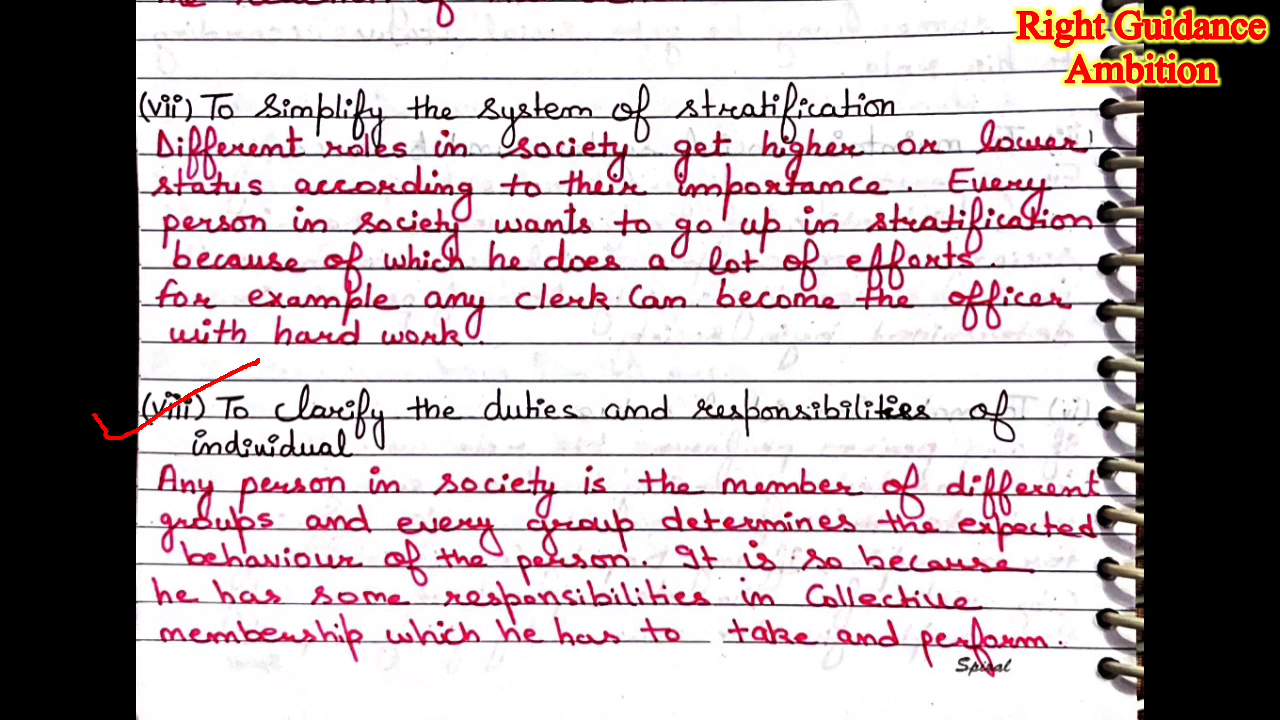 Right Guidance
Ambition
(vii) To simplify the system of stratification
Different roles in society get higher or lower
status according to their importance. Every
person in society wants to go up in stratification
because of which he does a lot of efforts.
for example any clerk can become the officer
with hard work.
(viii) To clarify the duties and responsibilities of
individual
Any person in society is the member of different
groups and every group determines the expected
behaviour of the person. It is so because
he has some responsibilities in collective
membership which he has to take and perform.
Spiral